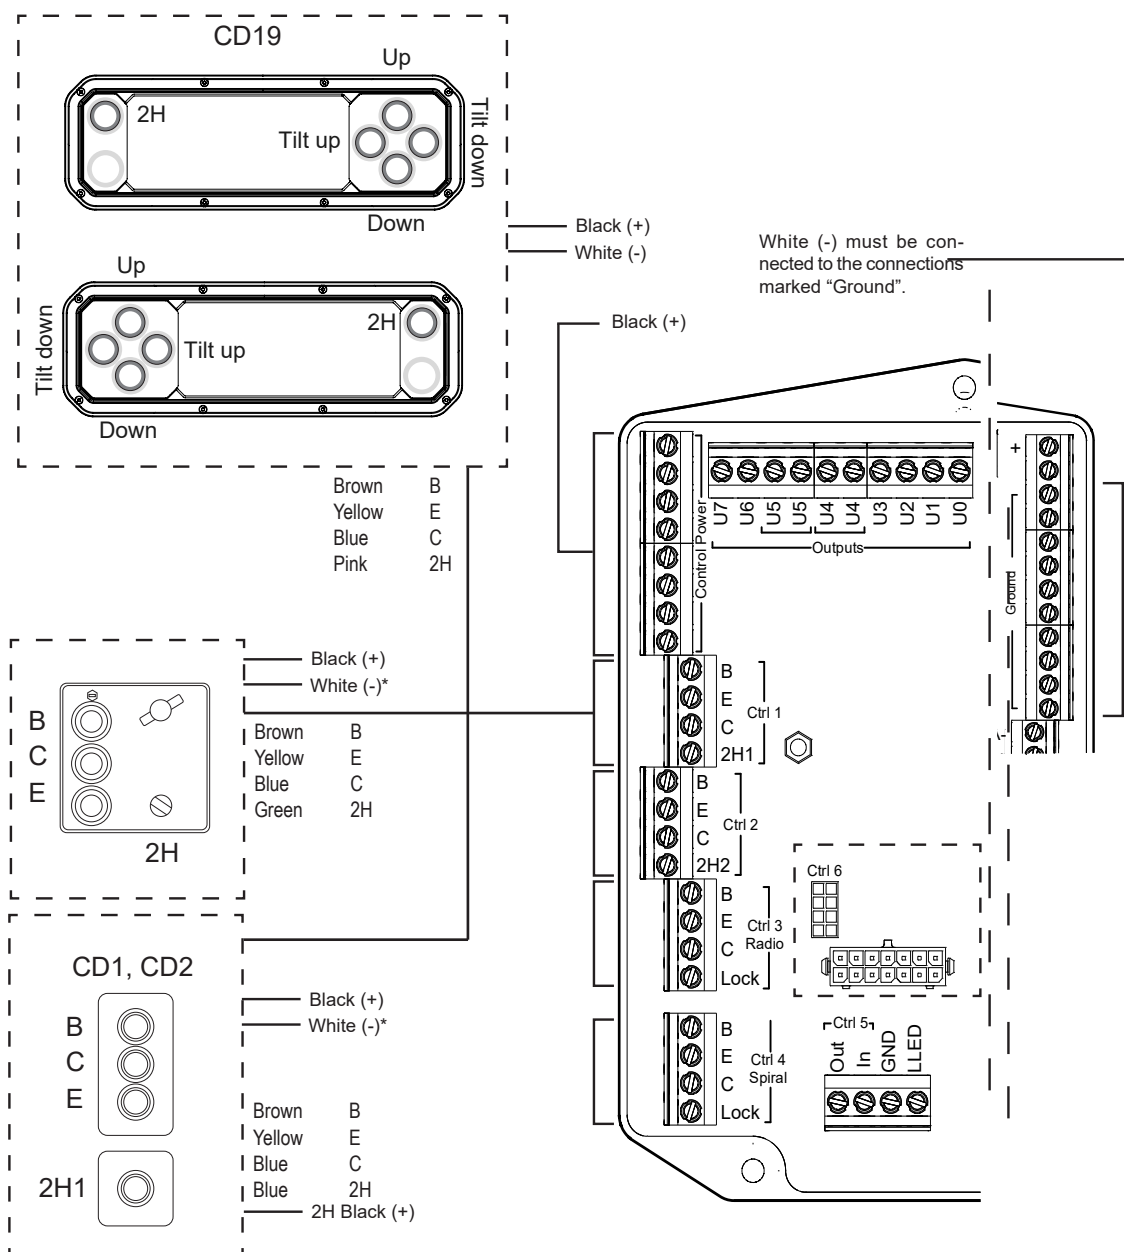 CD19
Up
2H
Tilt up
Tilt down
Down
Black (+)
White (-)
Up
Tilt down
2H
Tilt up
Down
White (-) must be con-
nected to the connections
marked “Ground”.
Black (+)
Brown B
Yellow E
Blue C
Pink 2H
Control Power
U7 U6 U5 U5 U4 U4 U3 U2 U1 U0
Outputs
+
Ground
Black (+)
White (-)*
B
C
E
2H
Brown B
Yellow E
Blue C
Green 2H
B
E
C
2H1
Ctrl 1
B
E
C
2H2
Ctrl 2
B
E
C
Lock
Ctrl 3
Radio
B
E
C
Lock
Ctrl 4
Spiral
Ctrl 6
Ctrl 5
Out In GND LLED
CD1, CD2
B
C
E
2H1
Black (+)
White (-)*
Brown B
Yellow E
Blue C
Blue 2H
2H Black (+)